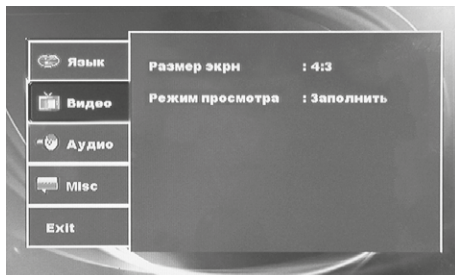 Язык
Видео
Аудио
Misc
Exit
Размер экрн : 4:3
Режим просмотра : Заполнить